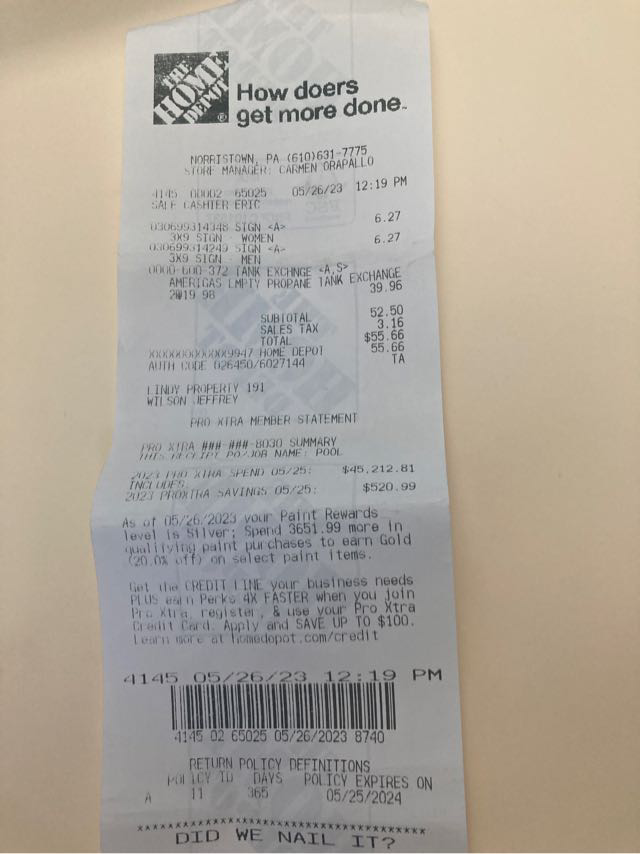 THE HOME DEPOT
How doers
get more done™
NORRISTOWN, PA (610)631-7775
STORE MANAGER: CARMEN ORAPALLO
4145 00002 65025 05/26/23 12:19 PM
SALE CASHIER ERIC
030699314348 SIGN <A> 6.27
3X9 SIGN - WOMEN
030699314249 SIGN <A> 6.27
3X9 SIGN - MEN
0000-600-372 TANK EXCHNGE <A,S>
AMERIGAS EMPTY PROPANE TANK EXCHANGE
2@19.98 39.96
SUBTOTAL 52.50
SALES TAX 3.16
TOTAL $55.66
XXXXXXXXXXXX9947 HOME DEPOT 55.66
AUTH CODE 026450/6027144 TA
LINDY PROPERTY 191
WILSON JEFFREY
PRO XTRA MEMBER STATEMENT
PRO XTRA ###-###-8030 SUMMARY
THIS RECEIPT PO/JOB NAME: POOL
2023 PRO XTRA SPEND 05/25: $45,212.81
INCLUDES:
2023 PROXTRA SAVINGS 05/25: $520.99
As of 05/26/2023 your Paint Rewards
level is Silver; Spend 3651.99 more in
qualifying paint purchases to earn Gold
(20.0% off) on select paint items.
Get the CREDIT LINE your business needs
PLUS earn Perks 4X FASTER when you join
Pro Xtra, register, & use your Pro Xtra
Credit Card. Apply and SAVE UP TO $100.
Learn more at homedepot.com/credit
4145 05/26/23 12:19 PM
4145 02 65025 05/26/2023 8740
RETURN POLICY DEFINITIONS
POLICY ID DAYS POLICY EXPIRES ON
A 11 365 05/25/2024
***********************************
DID WE NAIL IT?